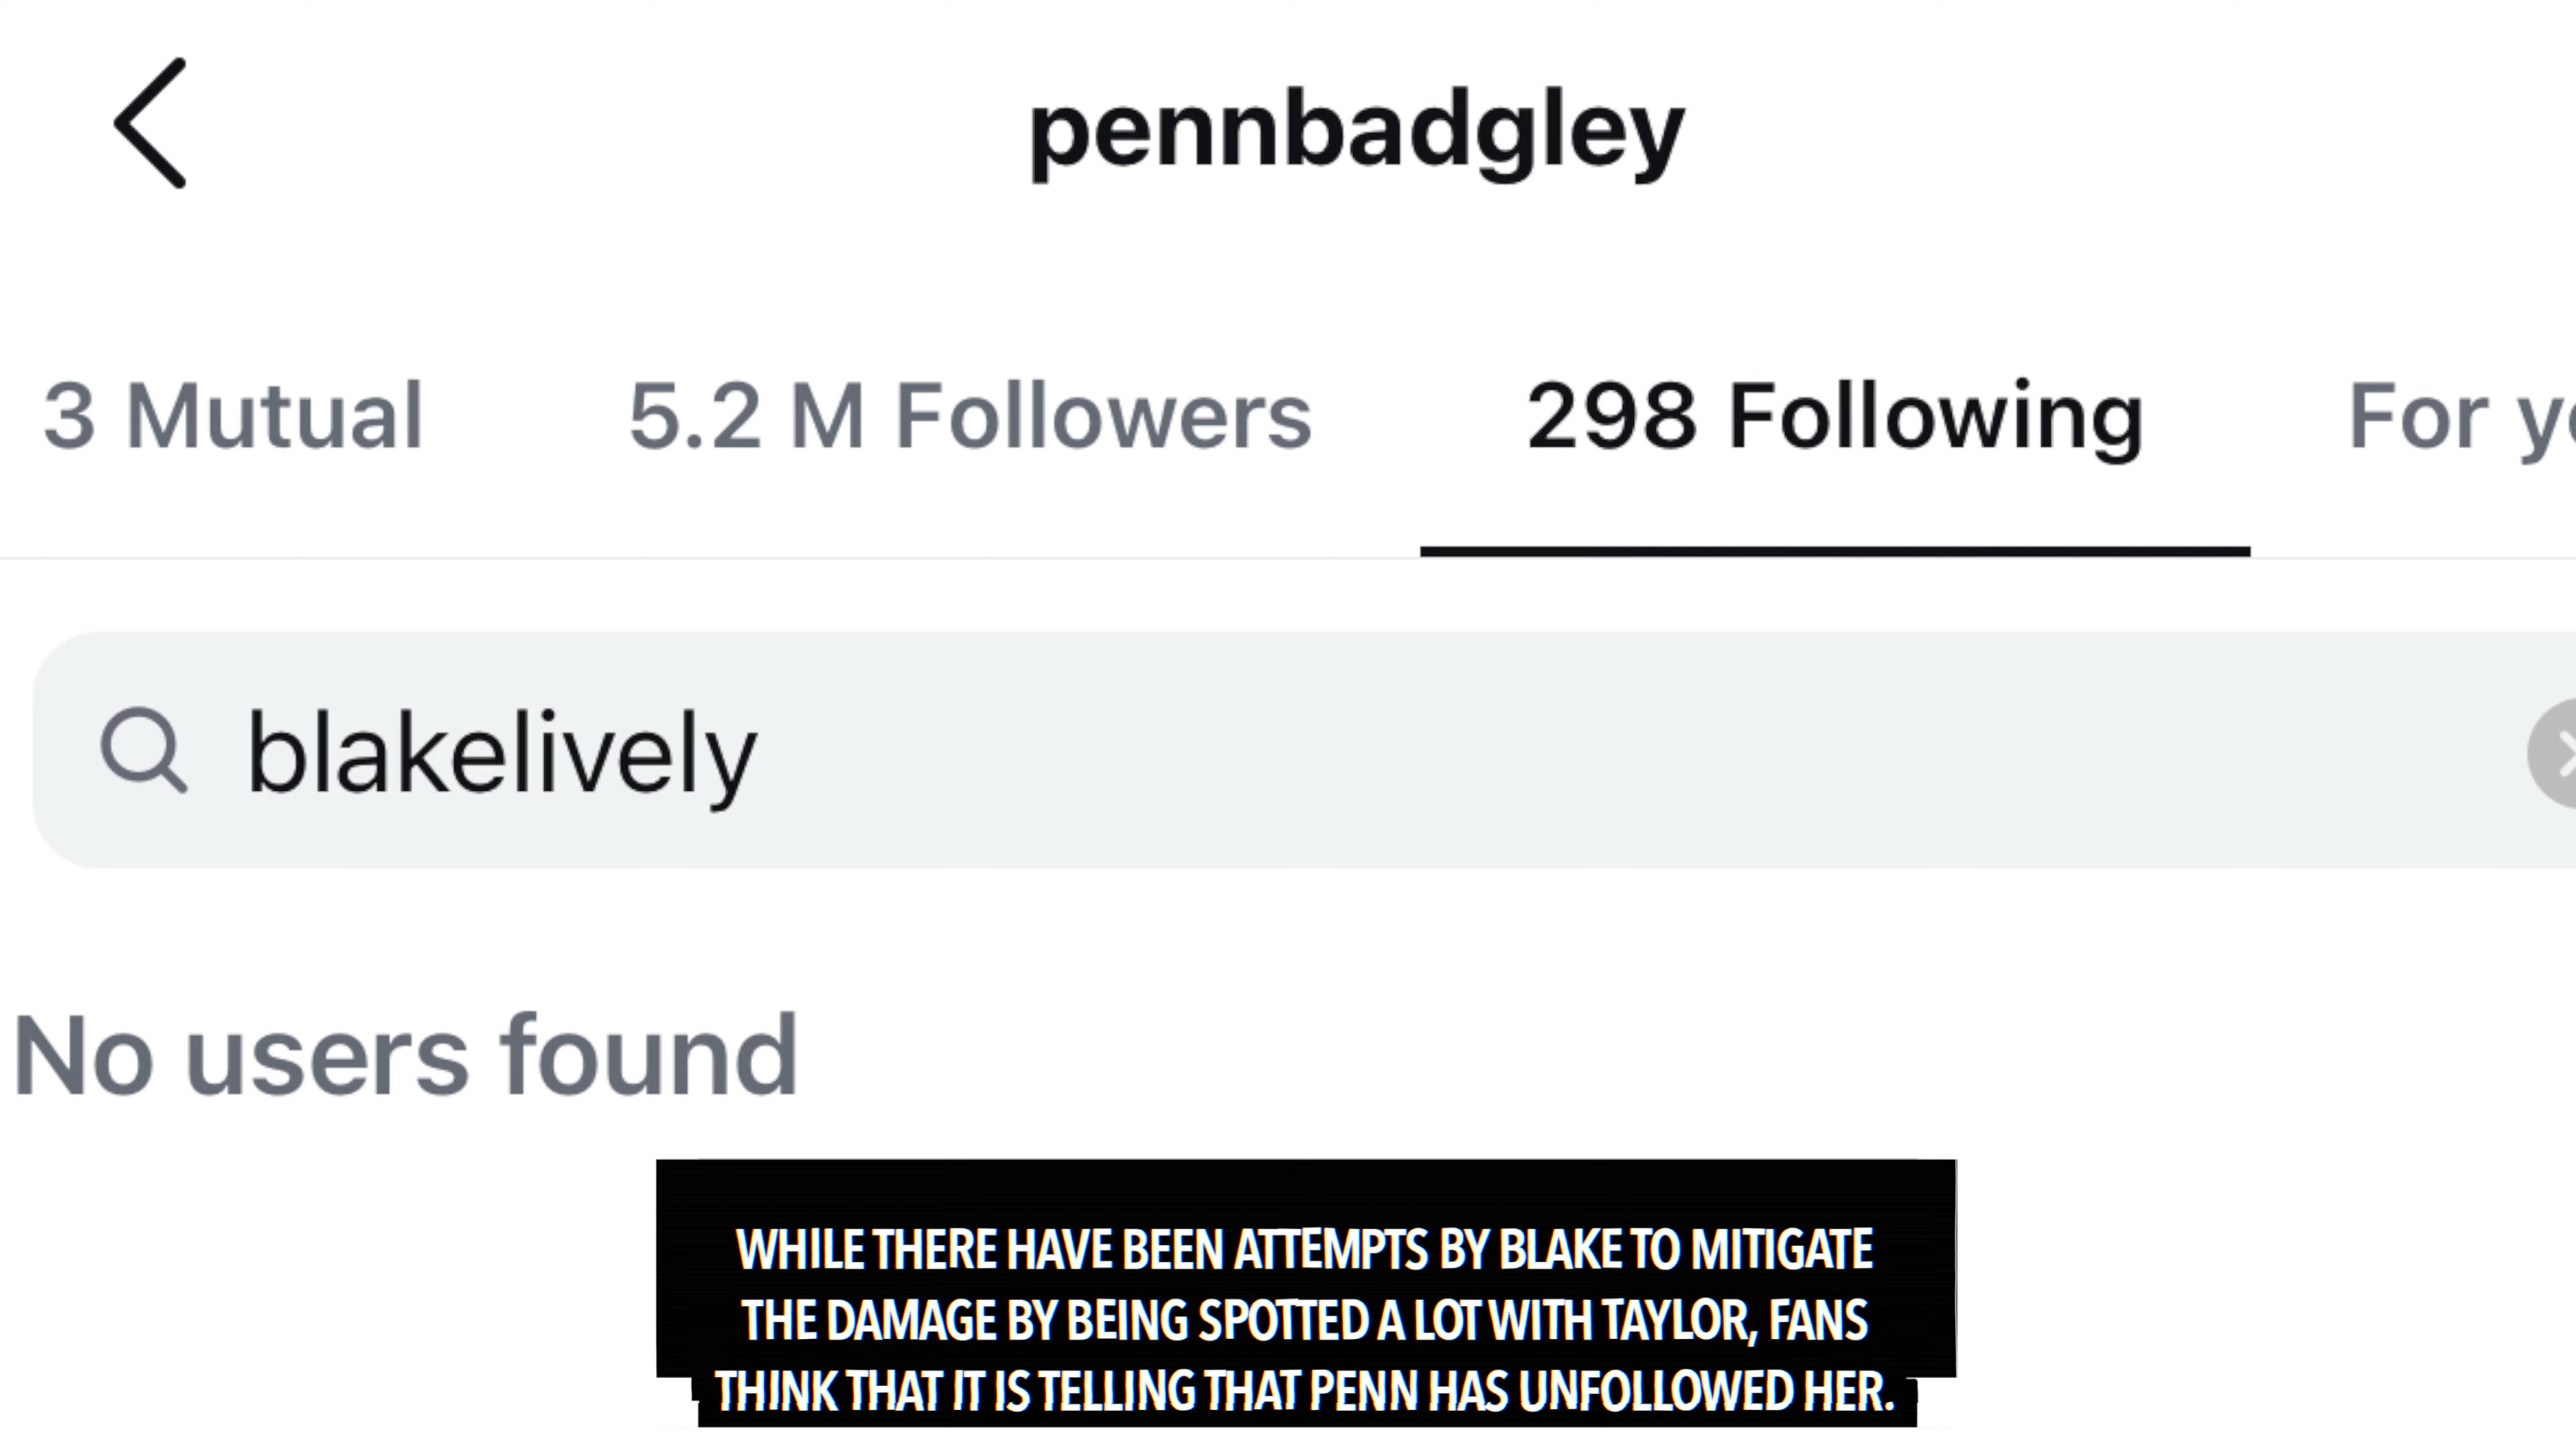 pennbadgley
3 Mutual 5.2 M Followers 298 Following For
blakelively
No users found
WHILE THERE HAVE BEEN ATTEMPTS BY BLAKE TO MITIGATE
THE DAMAGE BY BEING SPOTTED A LOT WITH TAYLOR, FANS
THINK THAT IT IS TELLING THAT PENN HAS UNFOLLOWED HER.